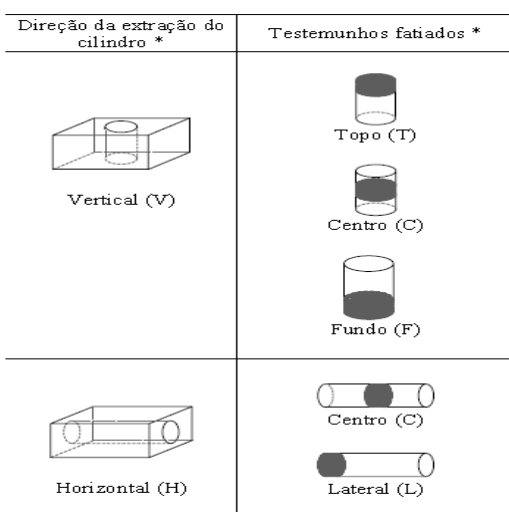 Direção da extração do
cilindro *
Testemunhos fatiados *
Vertical (V)
Topo (T)
Centro (C)
Fundo (F)
Horizontal (H)
Centro (C)
Lateral (L)